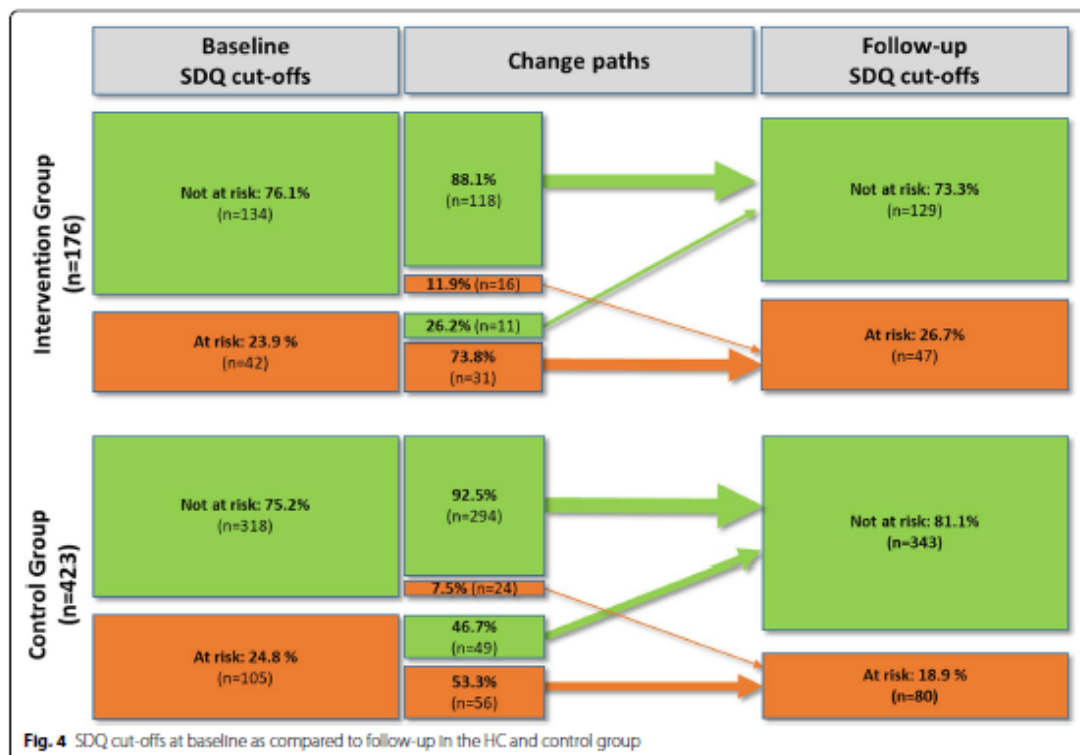 Baseline
SDQ cut-offs
Change paths
Follow-up
SDQ cut-offs
Intervention Group
(n=176)
Not at risk: 76.1%
(n=134)
88.1%
(n=118)
Not at risk: 73.3%
(n=129)
11.9% (n=16)
26.2% (n=11)
At risk: 23.9 %
(n=42)
73.8%
(n=31)
At risk: 26.7%
(n=47)
Control Group
(n=423)
Not at risk: 75.2%
(n=318)
92.5%
(n=294)
Not at risk: 81.1%
(n=343)
7.5% (n=24)
46.7%
(n=49)
At risk: 24.8 %
(n=105)
53.3%
(n=56)
At risk: 18.9 %
(n=80)
Fig. 4 SDQ cut-offs at baseline as compared to follow-up in the HC and control group